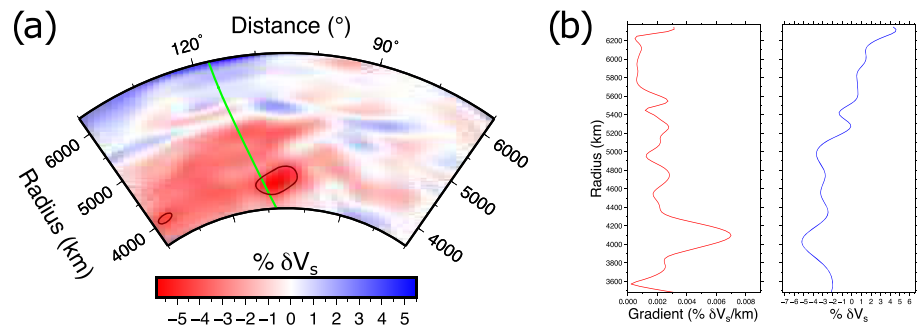 (a)
Distance (°)
120°
90°
6000
5000
4000
Radius (km)
6000
5000
4000
% δVs
−5 −4 −3 −2 −1 0 1 2 3 4 5
(b)
6200
6000
5800
5600
5400
5200
5000
4800
4600
4400
4200
4000
3800
3600
Radius (km)
0.000 0.002 0.004 0.006 0.008
Gradient (% δVs/km)
−7 −6 −5 −4 −3 −2 −1 0 1 2 3 4 5 6
% δVs